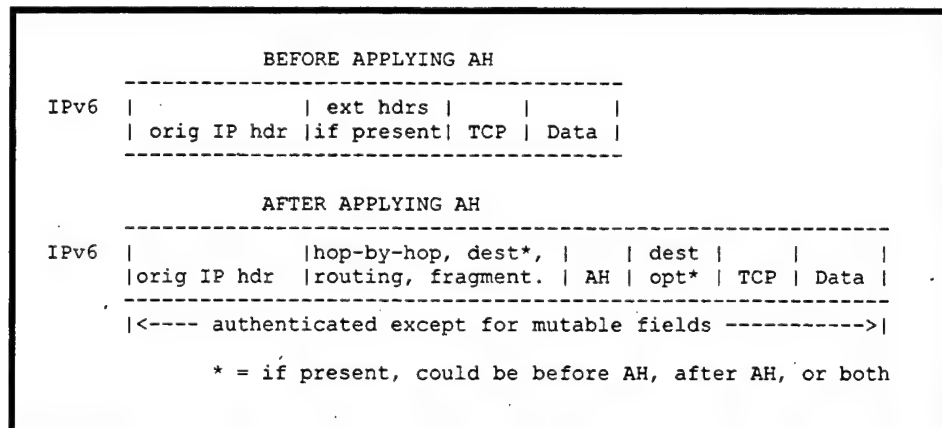 BEFORE APPLYING AH
---------------------------------------
IPv6 | | ext hdrs | | |
| orig IP hdr |if present| TCP | Data |
---------------------------------------
AFTER APPLYING AH
------------------------------------------------------------
IPv6 | |hop-by-hop, dest*, | | dest | | |
|orig IP hdr |routing, fragment. | AH | opt* | TCP | Data |
------------------------------------------------------------
|<---- authenticated except for mutable fields ----------->|
* = if present, could be before AH, after AH, or both